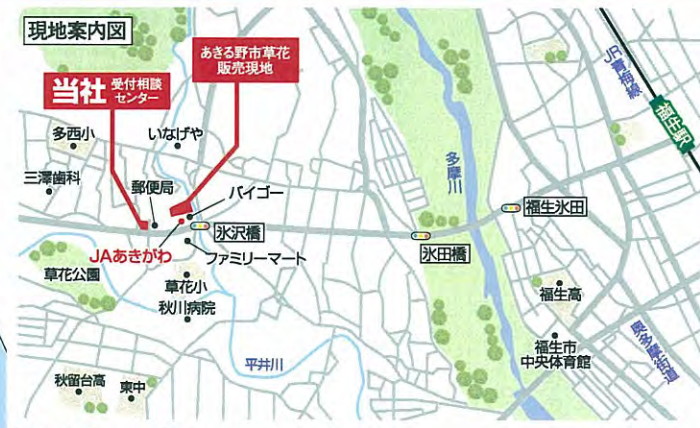 現地案内図
あきる野市草花
販売現地
当社 受付相談
センター
多西小
いなげや
三澤歯科
郵便局
バイゴー
氷沢橋
JAあきがわ
ファミリーマート
草花公園
草花小
秋川病院
平井川
秋留台高
東中
多摩川
氷田橋
福生氷田
JR青梅線
福生駅
福生高
福生市
中央体育館
奥多摩街道